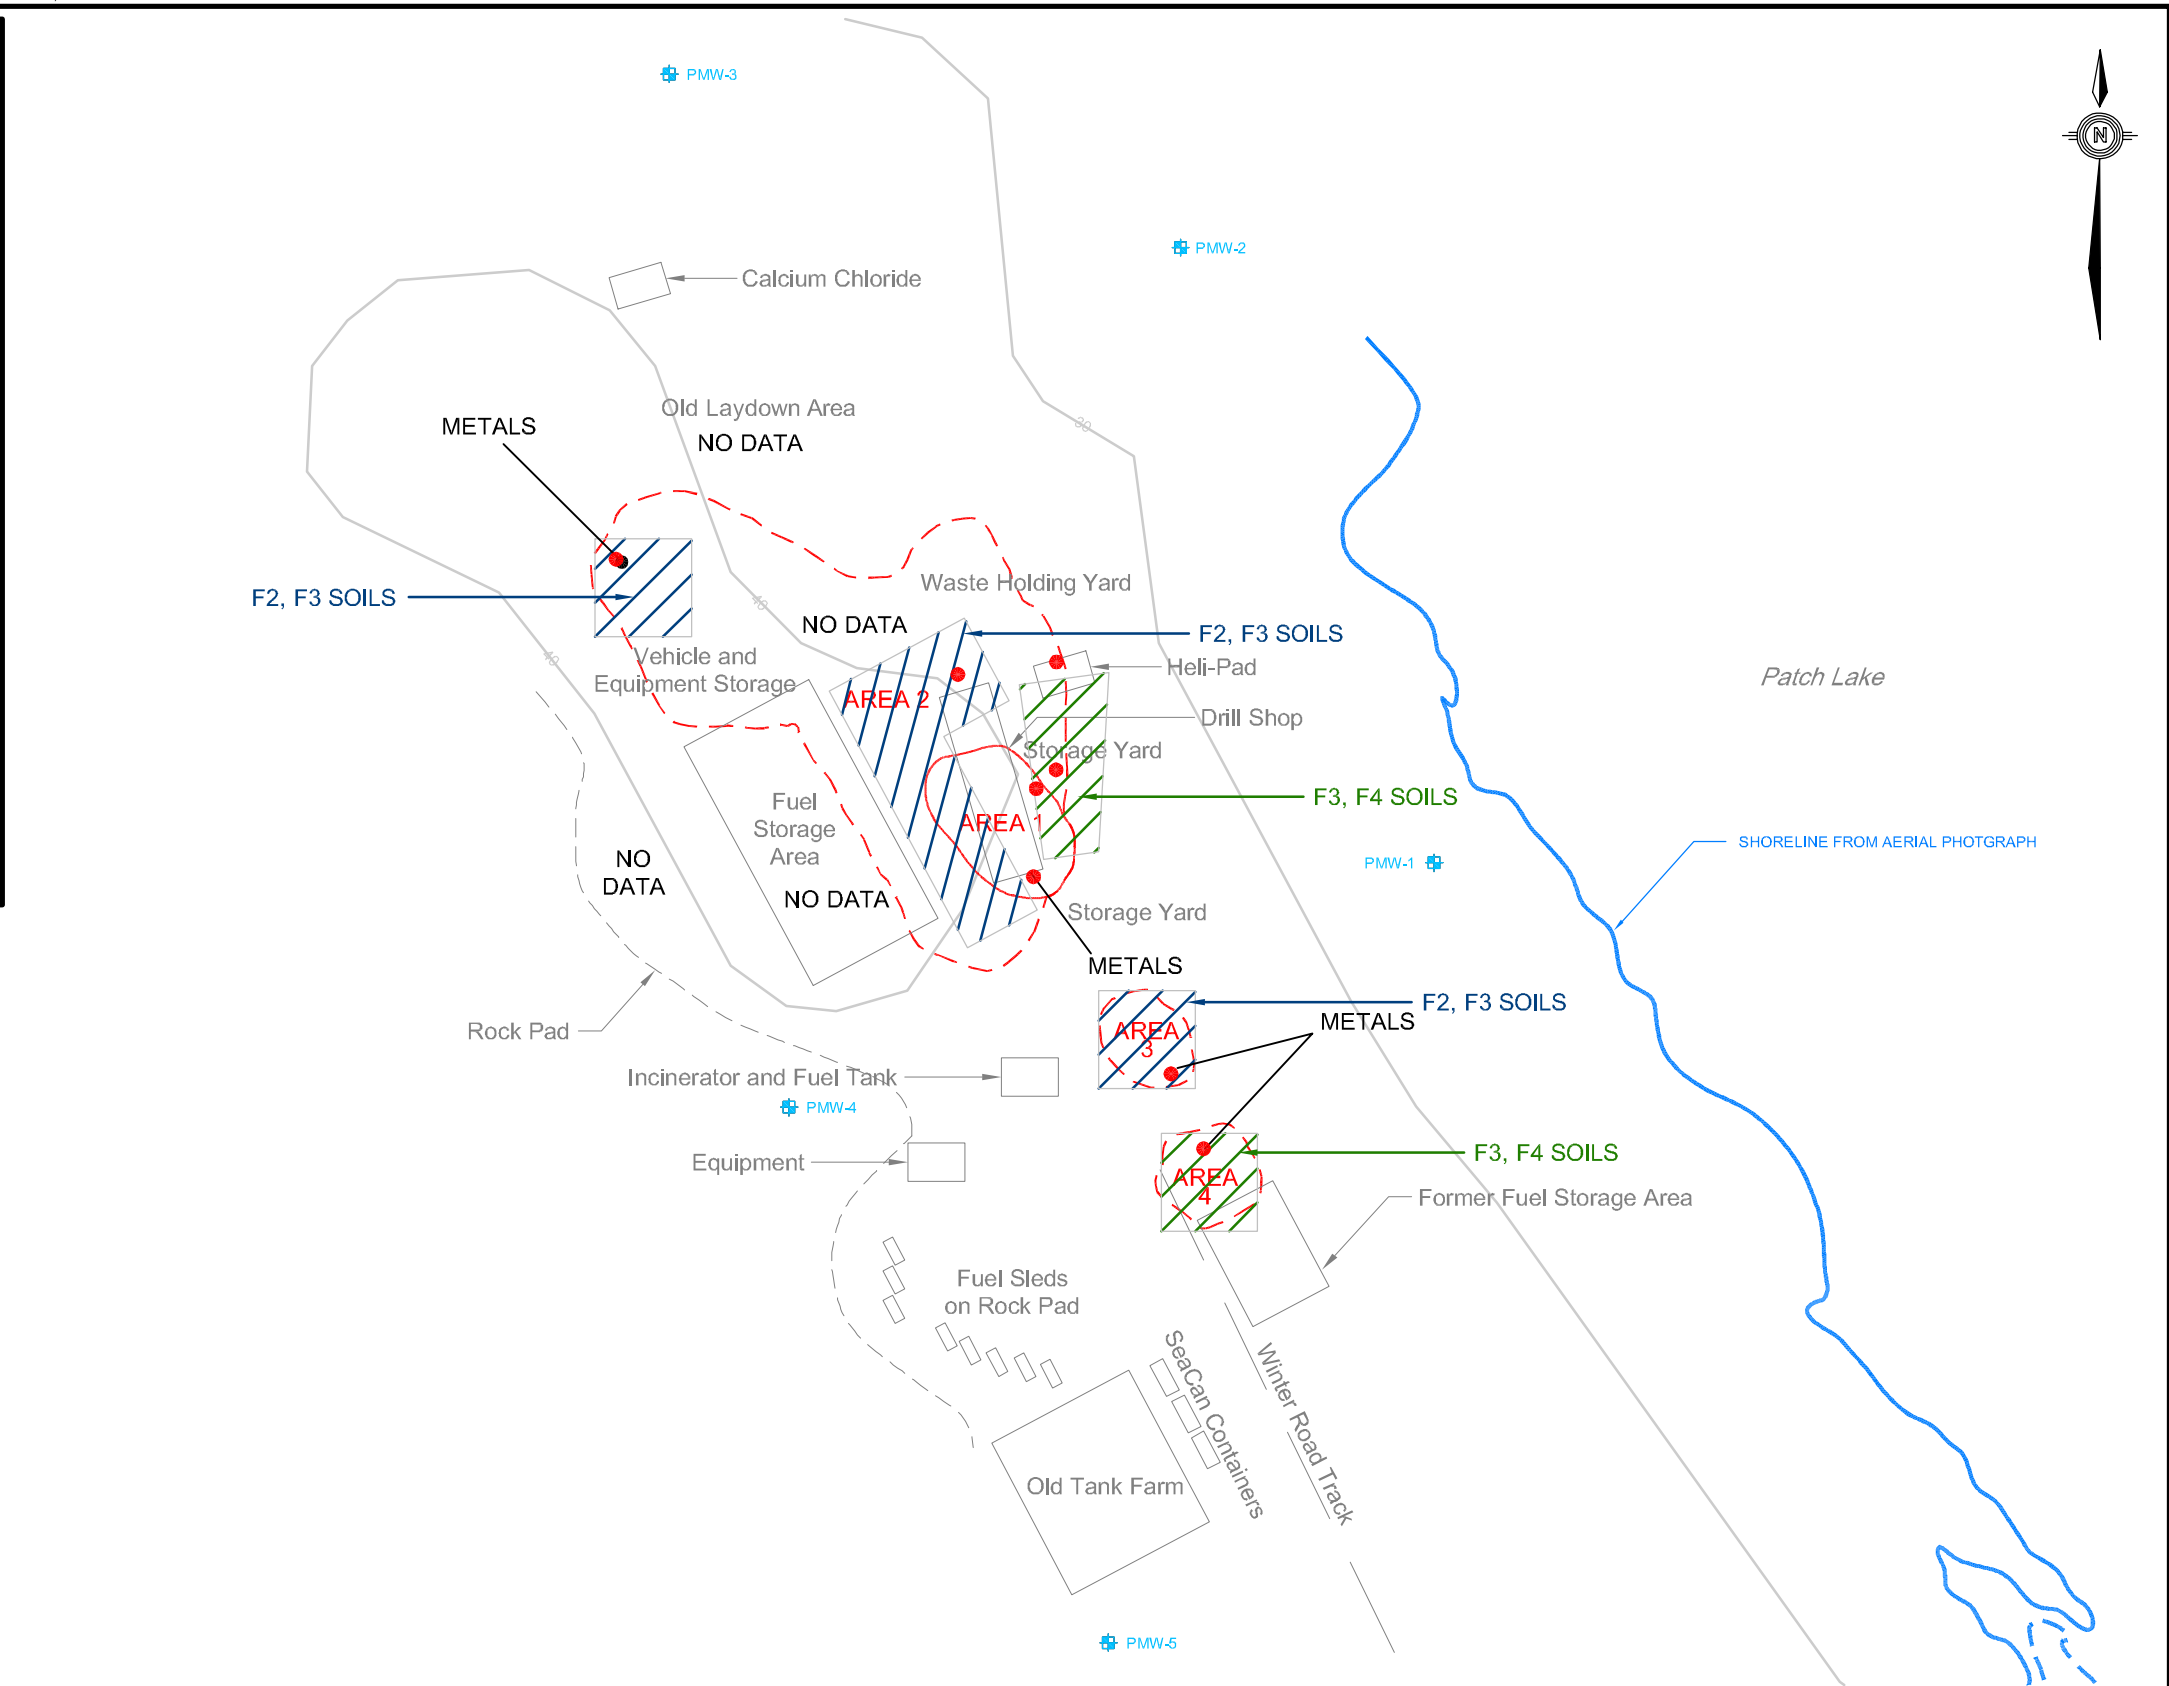 PMW-3
N
PMW-2
Calcium Chloride
Old Laydown Area
METALS
NO DATA
30
Waste Holding Yard
F2, F3 SOILS
40
NO DATA
F2, F3 SOILS
40
Vehicle and
Equipment Storage
Heli-Pad
Patch Lake
AREA 2
Drill Shop
Storage Yard
Fuel
Storage
Area
F3, F4 SOILS
AREA 1
SHORELINE FROM AERIAL PHOTGRAPH
NO
DATA
PMW-1
NO DATA
Storage Yard
METALS
F2, F3 SOILS
METALS
Rock Pad
AREA
3
Incinerator and Fuel Tank
PMW-4
Equipment
F3, F4 SOILS
AREA
4
Former Fuel Storage Area
Fuel Sleds
on Rock Pad
SeaCan Containers
Winter Road Track
Old Tank Farm
PMW-5